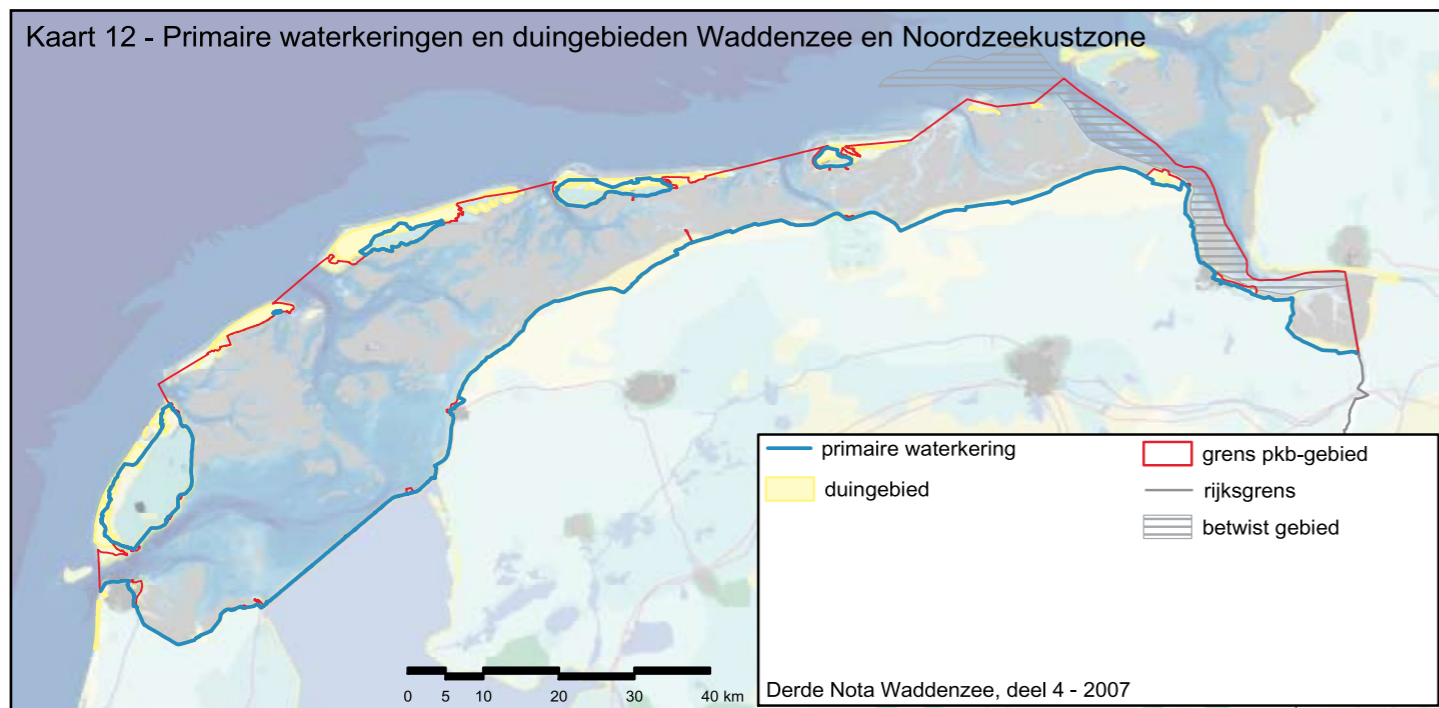 Kaart 12 - Primaire waterkeringen en duingebieden Waddenzee en Noordzeekustzone
primaire waterkering
duingebied
grens pkb-gebied
rijksgrens
betwist gebied
0 5 10 20 30 40 km
Derde Nota Waddenzee, deel 4 - 2007